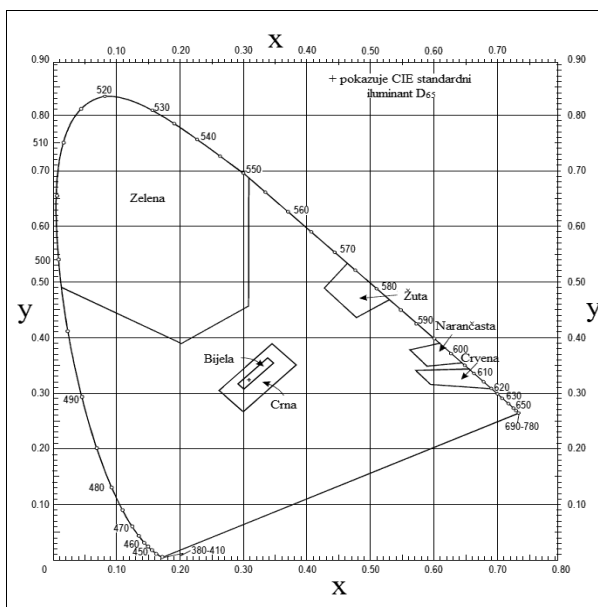 X
0.10 0.20 0.30 0.40 0.50 0.60 0.70
0.90 0.90
+ pokazuje CIE standardni
iluminant D65
520
530
0.80 0.80
540
510
0.70 550 0.70
Zelena
560
0.60 0.60
570
500
0.50 580 0.50
Žuta
y y
590
Narančasta
0.40 600 0.40
Bijela Crvena
610
620
0.30 0.30
Crna
490 630
650
690-780
0.20 0.20
480
0.10 0.10
470
460
450 380-410
0 0.10 0.20 0.30 0.40 0.50 0.60 0.70 0.80
X